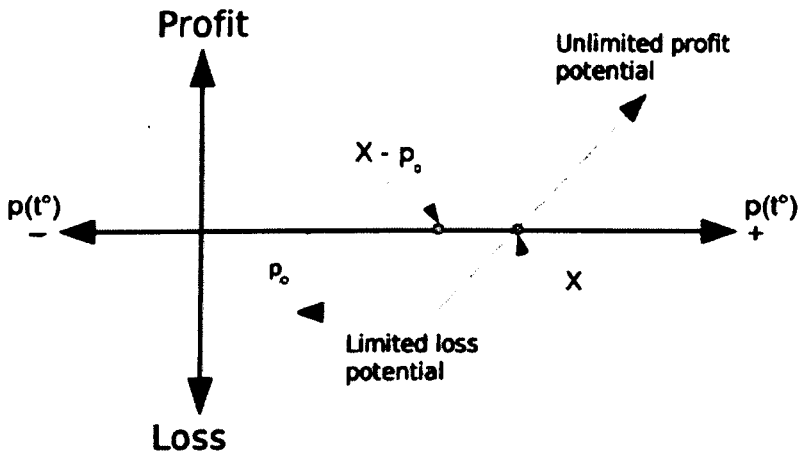 Profit
Unlimited profit
potential
X - p₀
p(t°)
−
p(t°)
+
p₀
X
Limited loss
potential
Loss